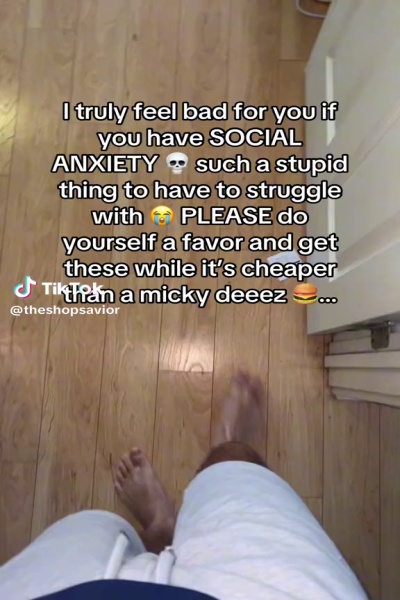 I truly feel bad for you if
you have SOCIAL
ANXIETY 💀 such a stupid
thing to have to struggle
with 😭 PLEASE do
yourself a favor and get
these while it's cheaper
than a micky deeez 🍔...
TikTok
@theshopsavior